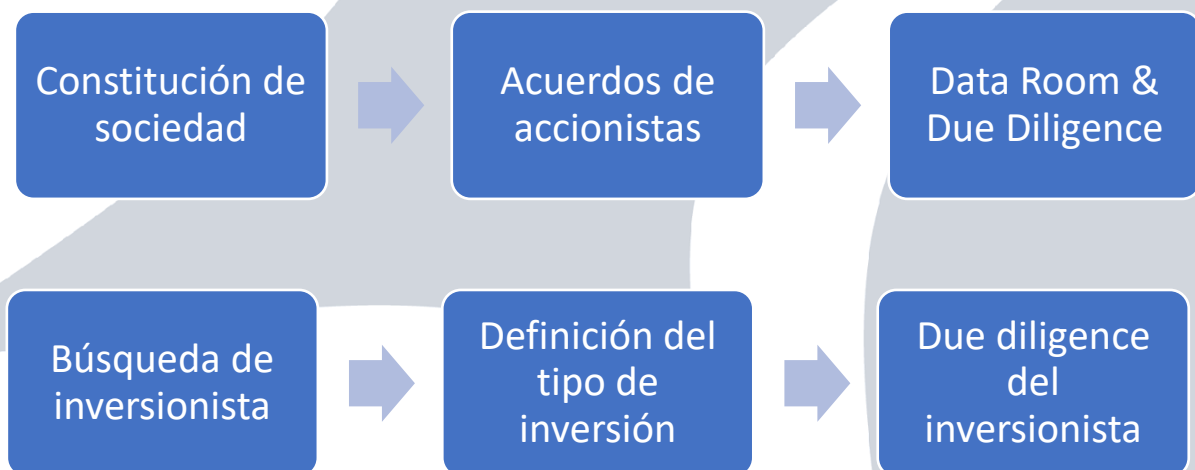 Constitución de
sociedad
Acuerdos de
accionistas
Data Room &
Due Diligence
Búsqueda de
inversionista
Definición del
tipo de
inversión
Due diligence
del
inversionista